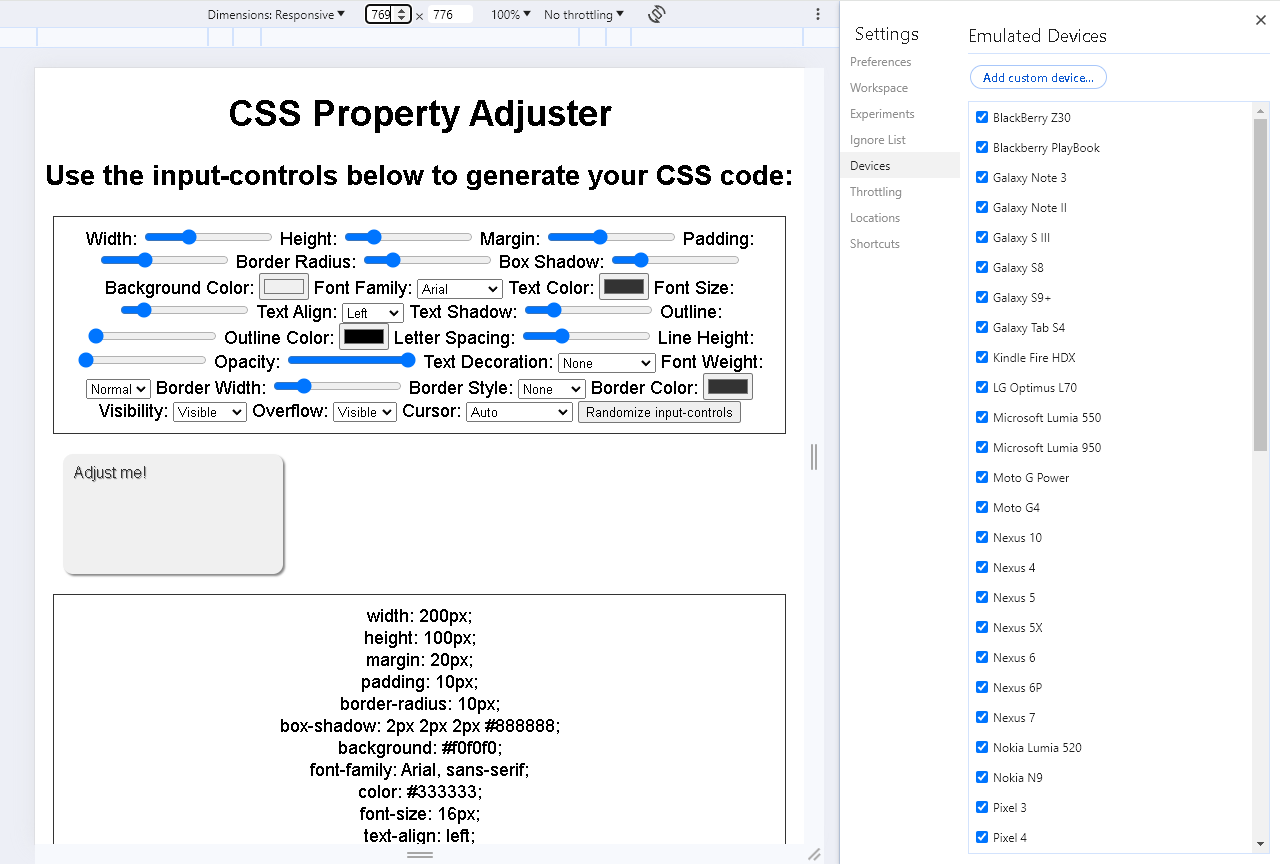 Dimensions: Responsive 769 × 776 100% No throttling
CSS Property Adjuster
Use the input-controls below to generate your CSS code:
Width: Height: Margin: Padding:
Border Radius: Box Shadow:
Background Color: Font Family: Arial Text Color: Font Size:
Text Align: Left Text Shadow: Outline:
Outline Color: Letter Spacing: Line Height:
Opacity: Text Decoration: None Font Weight:
Normal Border Width: Border Style: None Border Color:
Visibility: Visible Overflow: Visible Cursor: Auto Randomize input-controls
Adjust me!
width: 200px;
height: 100px;
margin: 20px;
padding: 10px;
border-radius: 10px;
box-shadow: 2px 2px 2px #888888;
background: #f0f0f0;
font-family: Arial, sans-serif;
color: #333333;
font-size: 16px;
text-align: left;
Settings
Preferences
Workspace
Experiments
Ignore List
Devices
Throttling
Locations
Shortcuts
Emulated Devices
Add custom device...
BlackBerry Z30
Blackberry PlayBook
Galaxy Note 3
Galaxy Note II
Galaxy S III
Galaxy S8
Galaxy S9+
Galaxy Tab S4
Kindle Fire HDX
LG Optimus L70
Microsoft Lumia 550
Microsoft Lumia 950
Moto G Power
Moto G4
Nexus 10
Nexus 4
Nexus 5
Nexus 5X
Nexus 6
Nexus 6P
Nexus 7
Nokia Lumia 520
Nokia N9
Pixel 3
Pixel 4